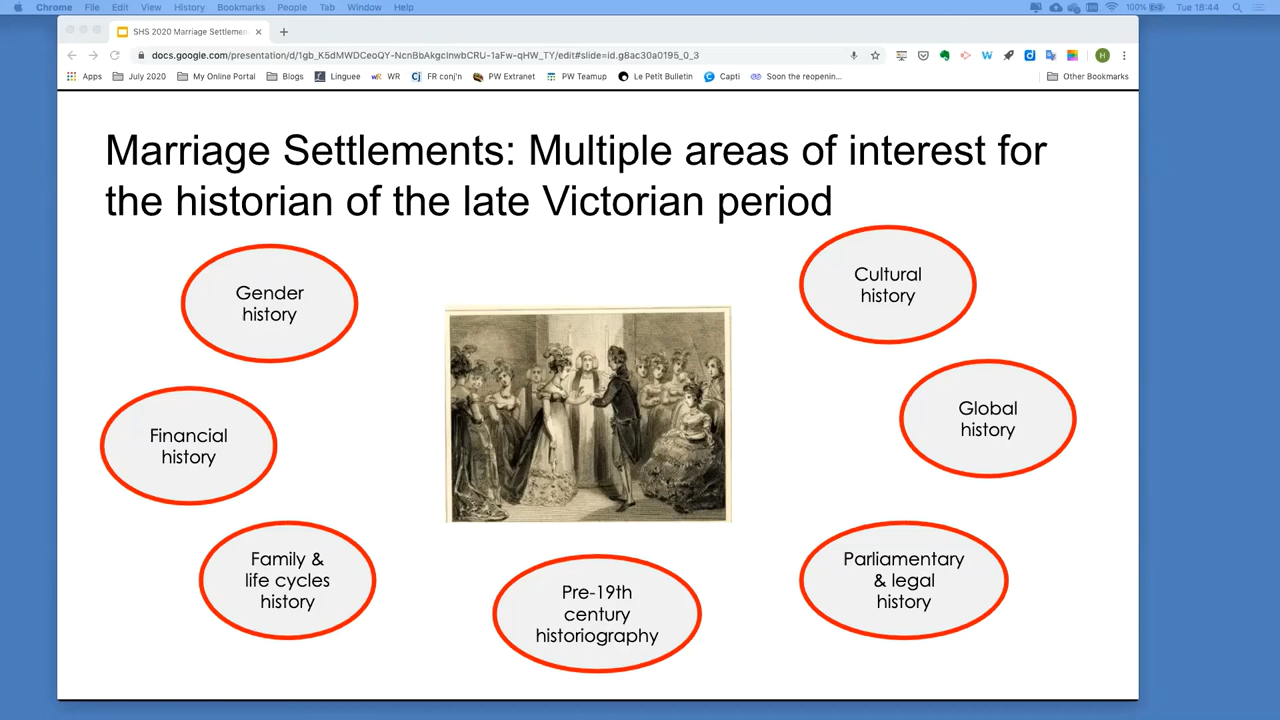 Chrome File Edit View History Bookmarks People Tab Window Help 100% Tue 18:44
SHS 2020 Marriage Settlemen
docs.google.com/presentation/d/1gb_K5dMWDCeoQY-NcnBbAkgcInwbCRU-1aFw-qHW_TY/edit#slide=id.g8ac30a0195_0_3
Apps July 2020 My Online Portal Blogs Linguee WR FR conj'n PW Extranet PW Teamup Le Petit Bulletin Capti Soon the reopenin... Other Bookmarks
Marriage Settlements: Multiple areas of interest for
the historian of the late Victorian period
Gender
history
Cultural
history
Financial
history
Global
history
Family &
life cycles
history
Pre-19th
century
historiography
Parliamentary
& legal
history